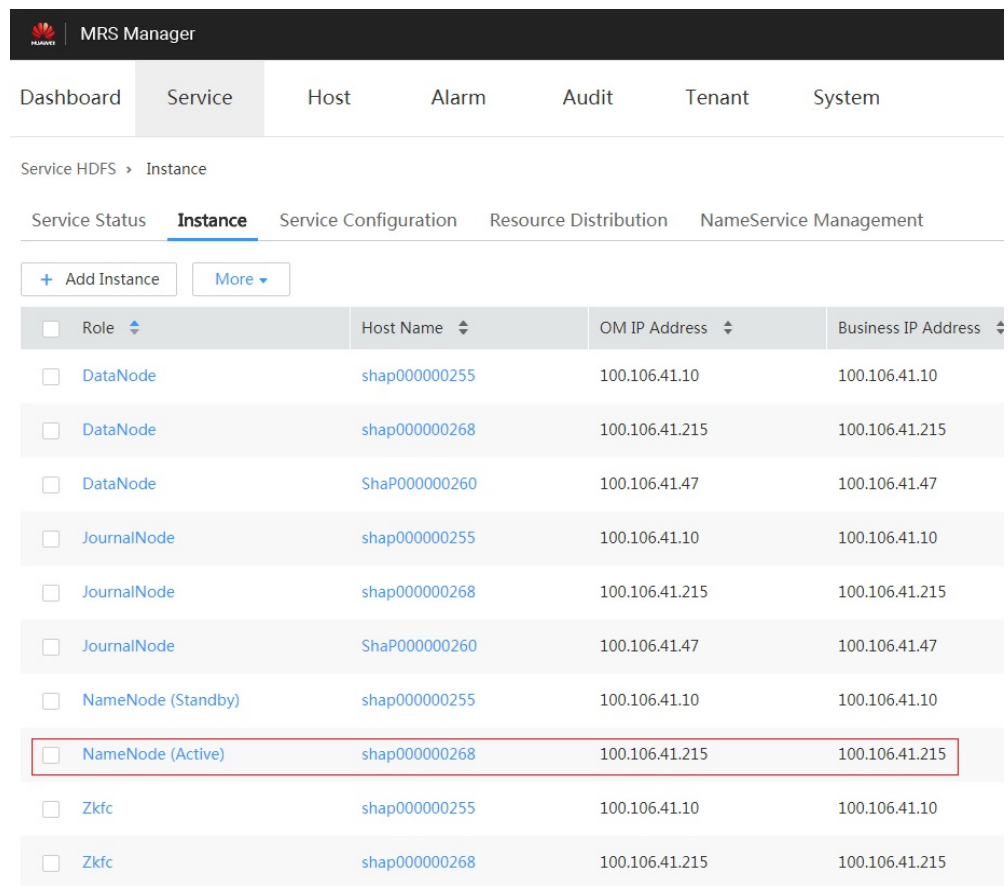 HUAWEI MRS Manager
Dashboard Service Host Alarm Audit Tenant System
Service HDFS > Instance
Service Status Instance Service Configuration Resource Distribution NameService Management
+ Add Instance More
Role Host Name OM IP Address Business IP Address
DataNode shap000000255 100.106.41.10 100.106.41.10
DataNode shap000000268 100.106.41.215 100.106.41.215
DataNode ShaP000000260 100.106.41.47 100.106.41.47
JournalNode shap000000255 100.106.41.10 100.106.41.10
JournalNode shap000000268 100.106.41.215 100.106.41.215
JournalNode ShaP000000260 100.106.41.47 100.106.41.47
NameNode (Standby) shap000000255 100.106.41.10 100.106.41.10
NameNode (Active) shap000000268 100.106.41.215 100.106.41.215
Zkfc shap000000255 100.106.41.10 100.106.41.10
Zkfc shap000000268 100.106.41.215 100.106.41.215